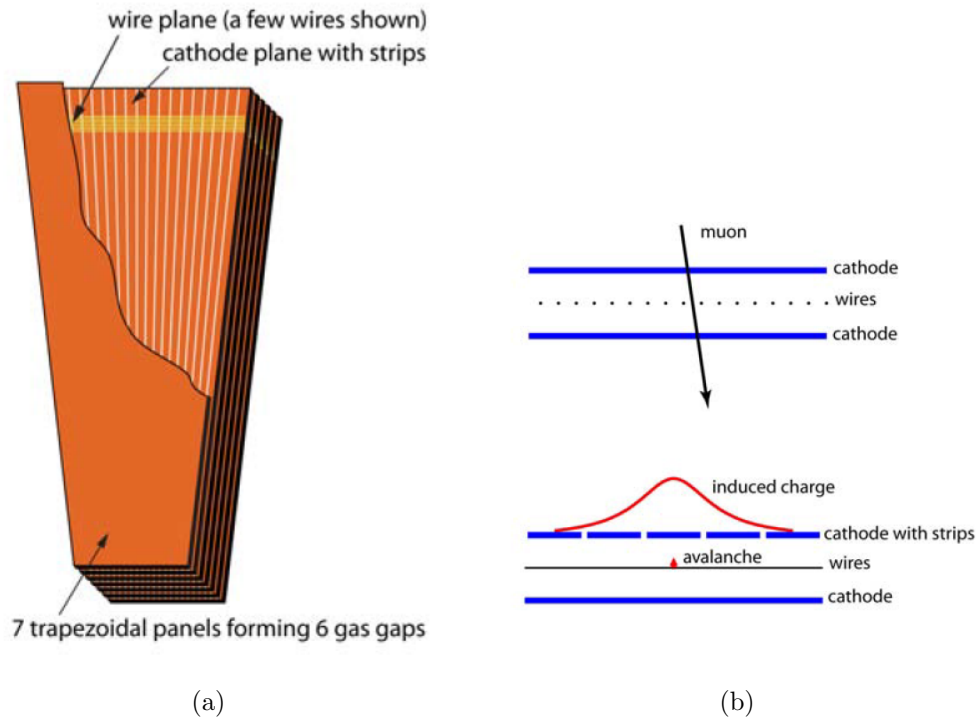 wire plane (a few wires shown)
cathode plane with strips
7 trapezoidal panels forming 6 gas gaps
(a)
muon
cathode
wires
cathode
induced charge
cathode with strips
avalanche
wires
cathode
(b)